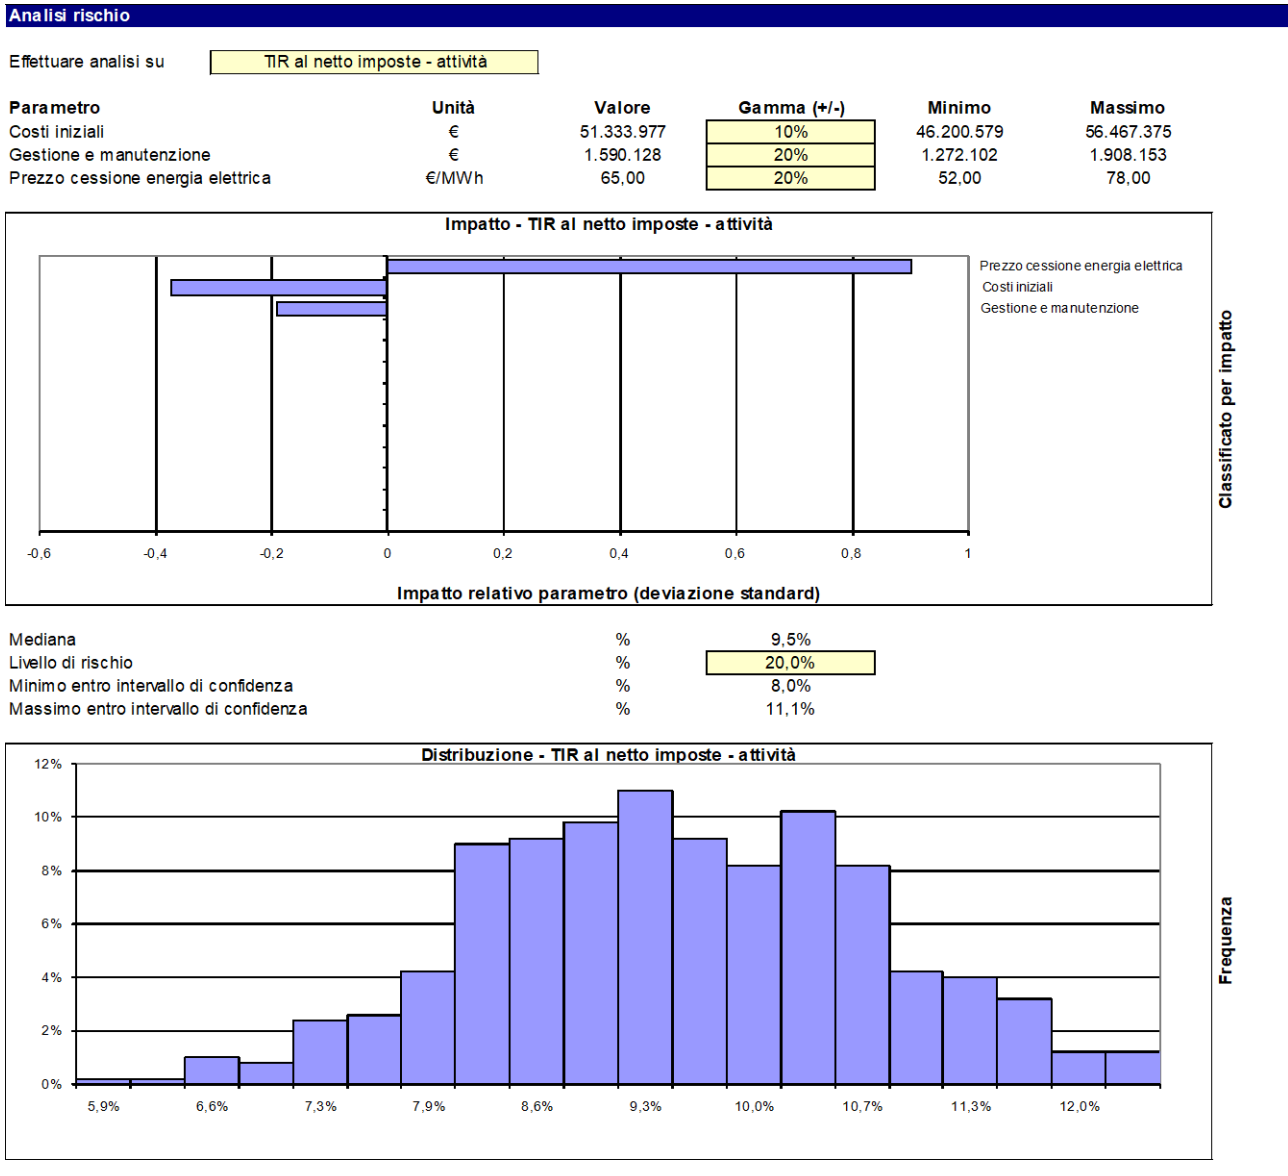 Analisi rischio
Effettuare analisi su TIR al netto imposte - attività
Parametro Unità Valore Gamma (+/-) Minimo Massimo
Costi iniziali € 51.333.977 10% 46.200.579 56.467.375
Gestione e manutenzione € 1.590.128 20% 1.272.102 1.908.153
Prezzo cessione energia elettrica €/MWh 65,00 20% 52,00 78,00
Impatto - TIR al netto imposte - attività
Prezzo cessione energia elettrica
Costi iniziali
Gestione e manutenzione
Classificato per impatto
-0,6 -0,4 -0,2 0 0,2 0,4 0,6 0,8 1
Impatto relativo parametro (deviazione standard)
Mediana % 9,5%
Livello di rischio % 20,0%
Minimo entro intervallo di confidenza % 8,0%
Massimo entro intervallo di confidenza % 11,1%
Distribuzione - TIR al netto imposte - attività
12%
10%
8%
6%
4%
2%
0%
Frequenza
5,9% 6,6% 7,3% 7,9% 8,6% 9,3% 10,0% 10,7% 11,3% 12,0%